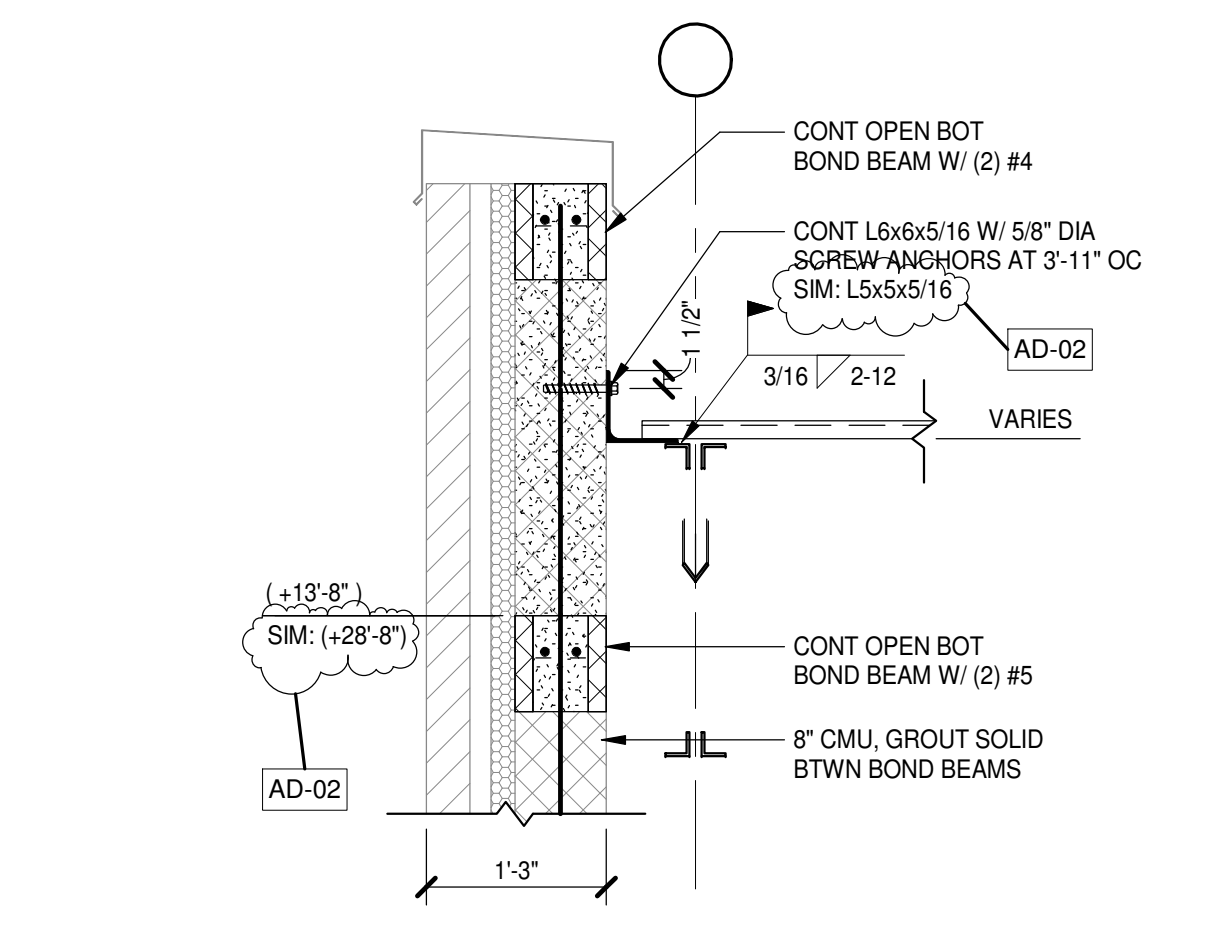 CONT OPEN BOT
BOND BEAM W/ (2) #4
CONT L6x6x5/16 W/ 5/8" DIA
SCREW ANCHORS AT 3'-11" OC
SIM: L5x5x5/16
AD-02
1 1/2"
3/16
2-12
VARIES
( +13'-8" )
SIM: (+28'-8")
AD-02
CONT OPEN BOT
BOND BEAM W/ (2) #5
8" CMU, GROUT SOLID
BTWN BOND BEAMS
1'-3"